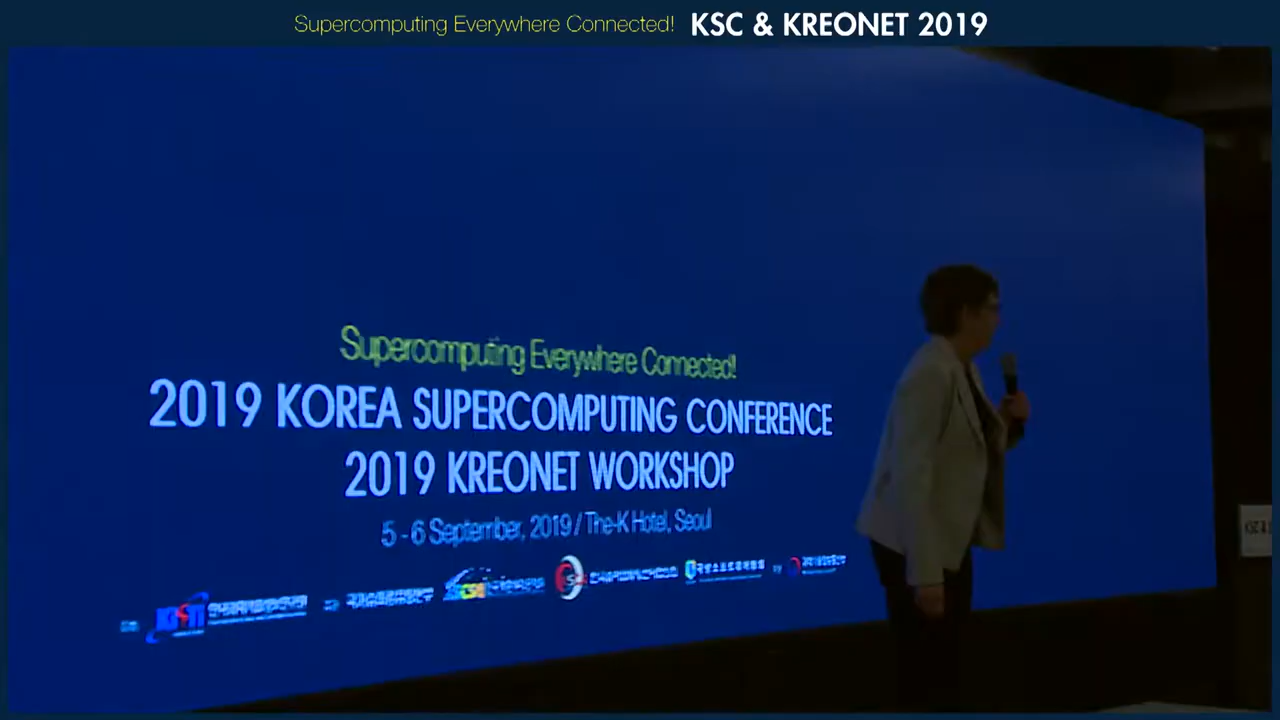 Supercomputing Everywhere Connected! KSC & KREONET 2019
Supercomputing Everywhere Connected!
2019 KOREA SUPERCOMPUTING CONFERENCE
2019 KREONET WORKSHOP
5 - 6 September, 2019 / The-K Hotel, Seoul